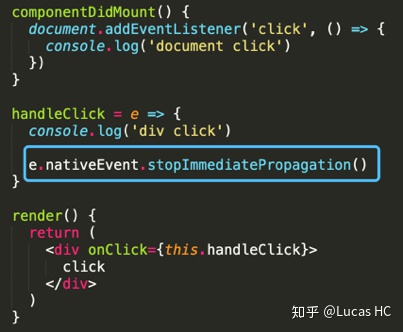 componentDidMount() {
document.addEventListener('click', () => {
console.log('document click')
})
}
handleClick = e => {
console.log('div click')
e.nativeEvent.stopImmediatePropagation()
}
render() {
return (
<div onClick={this.handleClick}>
click
</div>
)
}
知乎 @Lucas HC